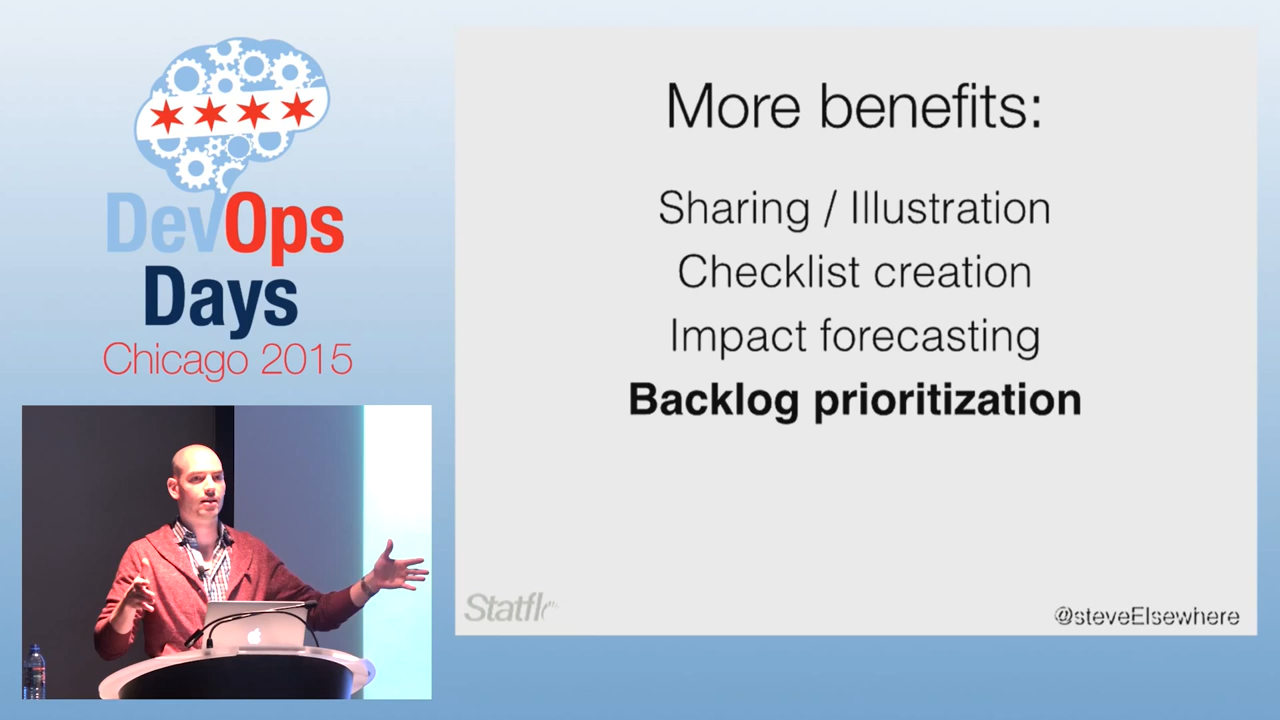 DevOps
Days
Chicago 2015
More benefits:
Sharing / Illustration
Checklist creation
Impact forecasting
Backlog prioritization
@steveElsewhere